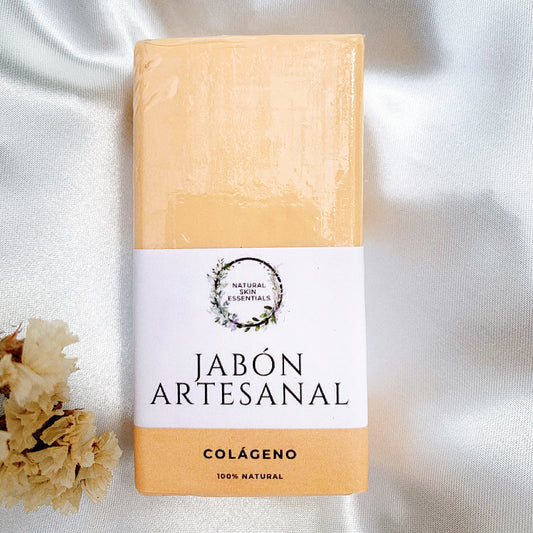 NATURAL
SKIN
ESSENTIALS
JABÓN
ARTESANAL
COLÁGENO
100% NATURAL